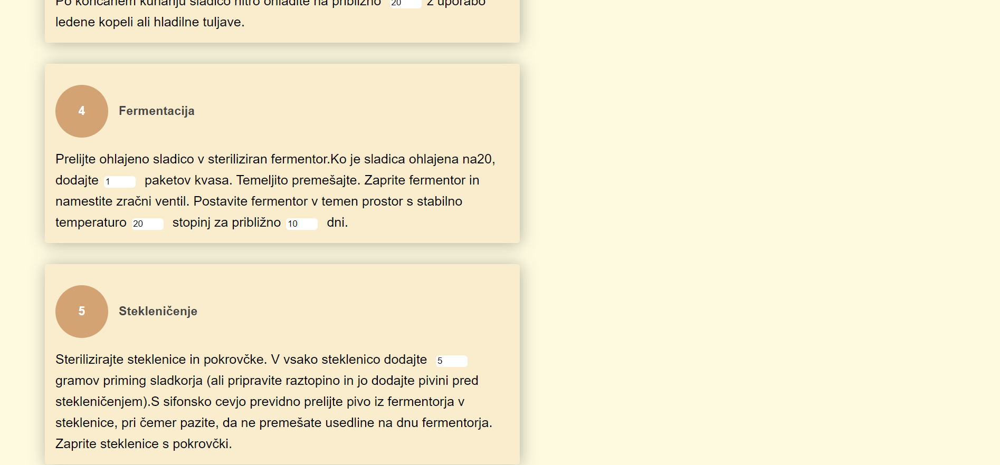 Po končanem kuhanju sladico hitro ohladite na približno 20 z uporabo
ledene kopeli ali hladilne tuljave.
4
Fermentacija
Prelijte ohlajeno sladico v steriliziran fermentor.Ko je sladica ohlajena na20,
dodajte 1 paketov kvasa. Temeljito premešajte. Zaprite fermentor in
namestite zračni ventil. Postavite fermentor v temen prostor s stabilno
temperaturo 20 stopinj za približno 10 dni.
5
Stekleničenje
Sterilizirajte steklenice in pokrovčke. V vsako steklenico dodajte 5
gramov priming sladkorja (ali pripravite raztopino in jo dodajte pivini pred
stekleničenjem).S sifonsko cevjo previdno prelijte pivo iz fermentorja v
steklenice, pri čemer pazite, da ne premešate usedline na dnu fermentorja.
Zaprite steklenice s pokrovčki.